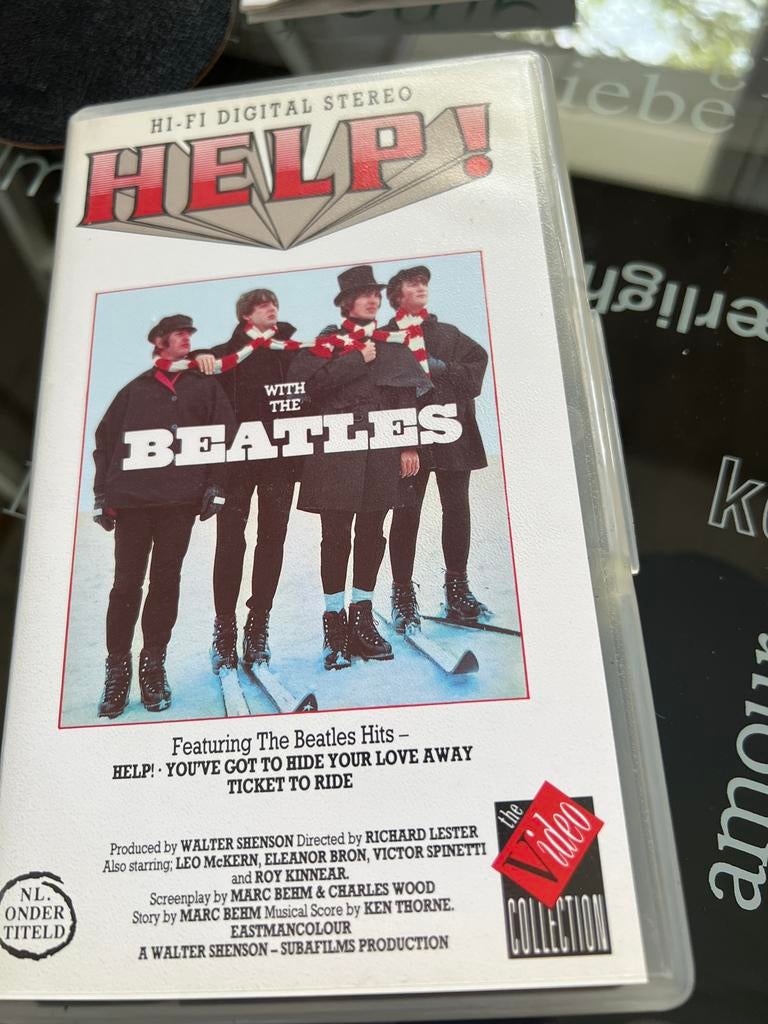 HI-FI DIGITAL STEREO
HELP!
WITH
THE
BEATLES
Featuring The Beatles Hits –
HELP! · YOU'VE GOT TO HIDE YOUR LOVE AWAY
TICKET TO RIDE
Produced by WALTER SHENSON Directed by RICHARD LESTER
Also starring; LEO McKERN, ELEANOR BRON, VICTOR SPINETTI
and ROY KINNEAR.
Screenplay by MARC BEHM & CHARLES WOOD
Story by MARC BEHM Musical Score by KEN THORNE.
EASTMANCOLOUR
A WALTER SHENSON – SUBAFILMS PRODUCTION
NL.
ONDER
TITELD
the
Video
COLLECTION
iebe
amour